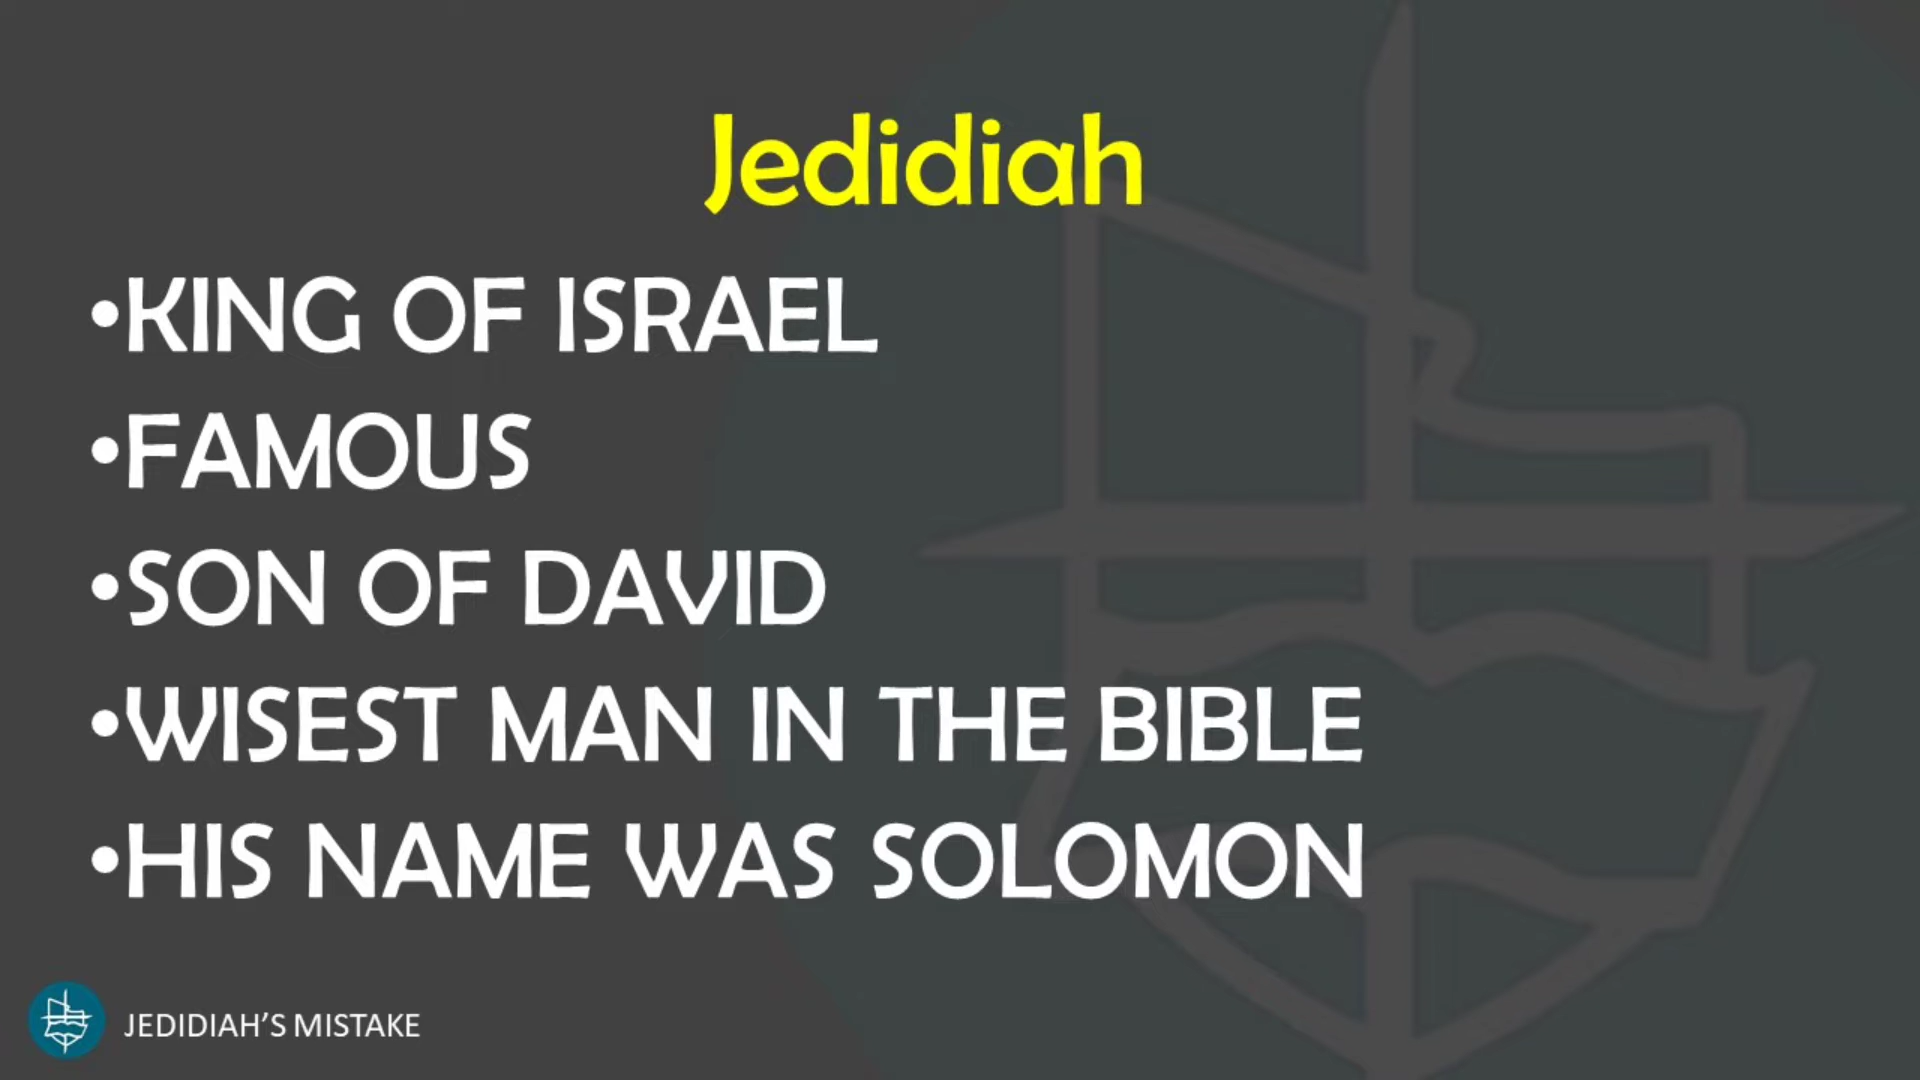 Jedidiah
•KING OF ISRAEL
•FAMOUS
•SON OF DAVID
•WISEST MAN IN THE BIBLE
•HIS NAME WAS SOLOMON
JEDIDIAH’S MISTAKE